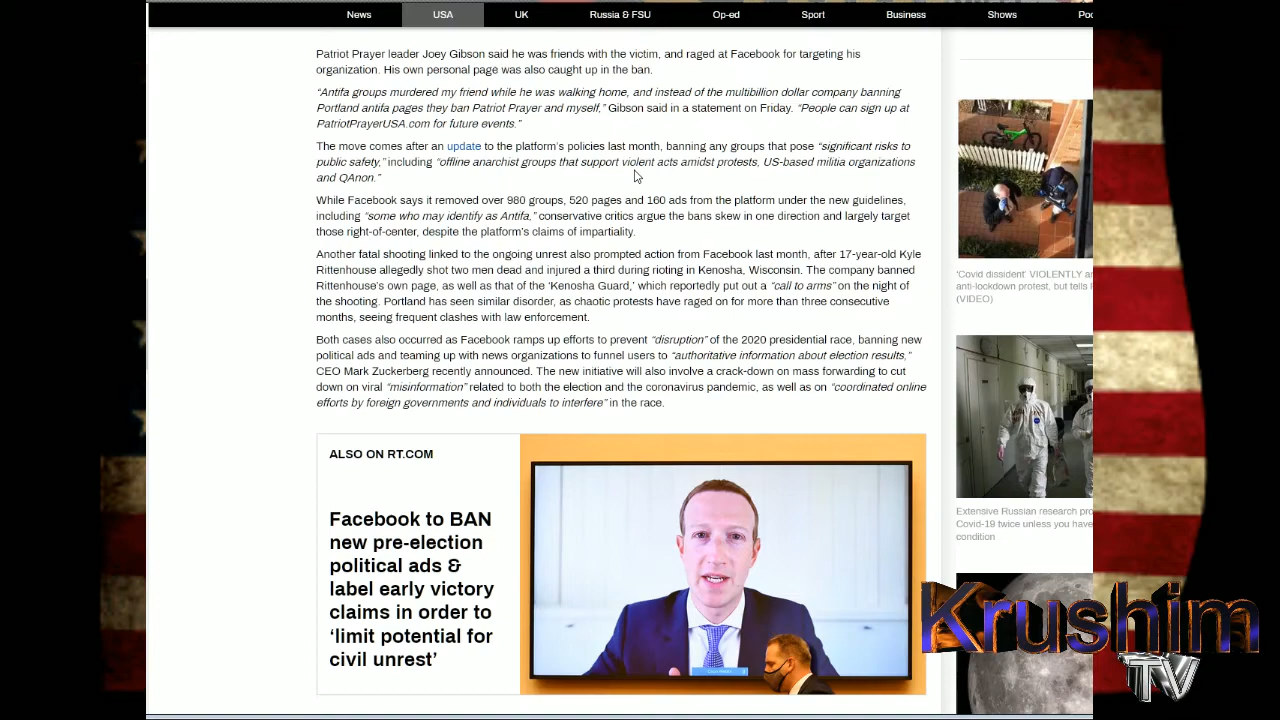 News USA UK Russia & FSU Op-ed Sport Business Shows
Patriot Prayer leader Joey Gibson said he was friends with the victim, and raged at Facebook for targeting his
organization. His own personal page was also caught up in the ban.
“Antifa groups murdered my friend while he was walking home, and instead of the multibillion dollar company banning
Portland antifa pages they ban Patriot Prayer and myself,” Gibson said in a statement on Friday. “People can sign up at
PatriotPrayerUSA.com for future events.”
The move comes after an update to the platform’s policies last month, banning any groups that pose “significant risks to
public safety,” including “offline anarchist groups that support violent acts amidst protests, US-based militia organizations
and QAnon.”
While Facebook says it removed over 980 groups, 520 pages and 160 ads from the platform under the new guidelines,
including “some who may identify as Antifa,” conservative critics argue the bans skew in one direction and largely target
those right-of-center, despite the platform’s claims of impartiality.
Another fatal shooting linked to the ongoing unrest also prompted action from Facebook last month, after 17-year-old Kyle
Rittenhouse allegedly shot two men dead and injured a third during rioting in Kenosha, Wisconsin. The company banned
Rittenhouse’s own page, as well as that of the ‘Kenosha Guard,’ which reportedly put out a “call to arms” on the night of
the shooting. Portland has seen similar disorder, as chaotic protests have raged on for more than three consecutive
months, seeing frequent clashes with law enforcement.
Both cases also occurred as Facebook ramps up efforts to prevent “disruption” of the 2020 presidential race, banning new
political ads and teaming up with news organizations to funnel users to “authoritative information about election results,”
CEO Mark Zuckerberg recently announced. The new initiative will also involve a crack-down on mass forwarding to cut
down on viral “misinformation” related to both the election and the coronavirus pandemic, as well as on “coordinated online
efforts by foreign governments and individuals to interfere” in the race.
ALSO ON RT.COM
Facebook to BAN
new pre-election
political ads &
label early victory
claims in order to
‘limit potential for
civil unrest’
‘Covid dissident’ VIOLENTLY
anti-lockdown protest, but tells
(VIDEO)
Extensive Russian research
Covid-19 twice unless you have
condition
Krushim
TV